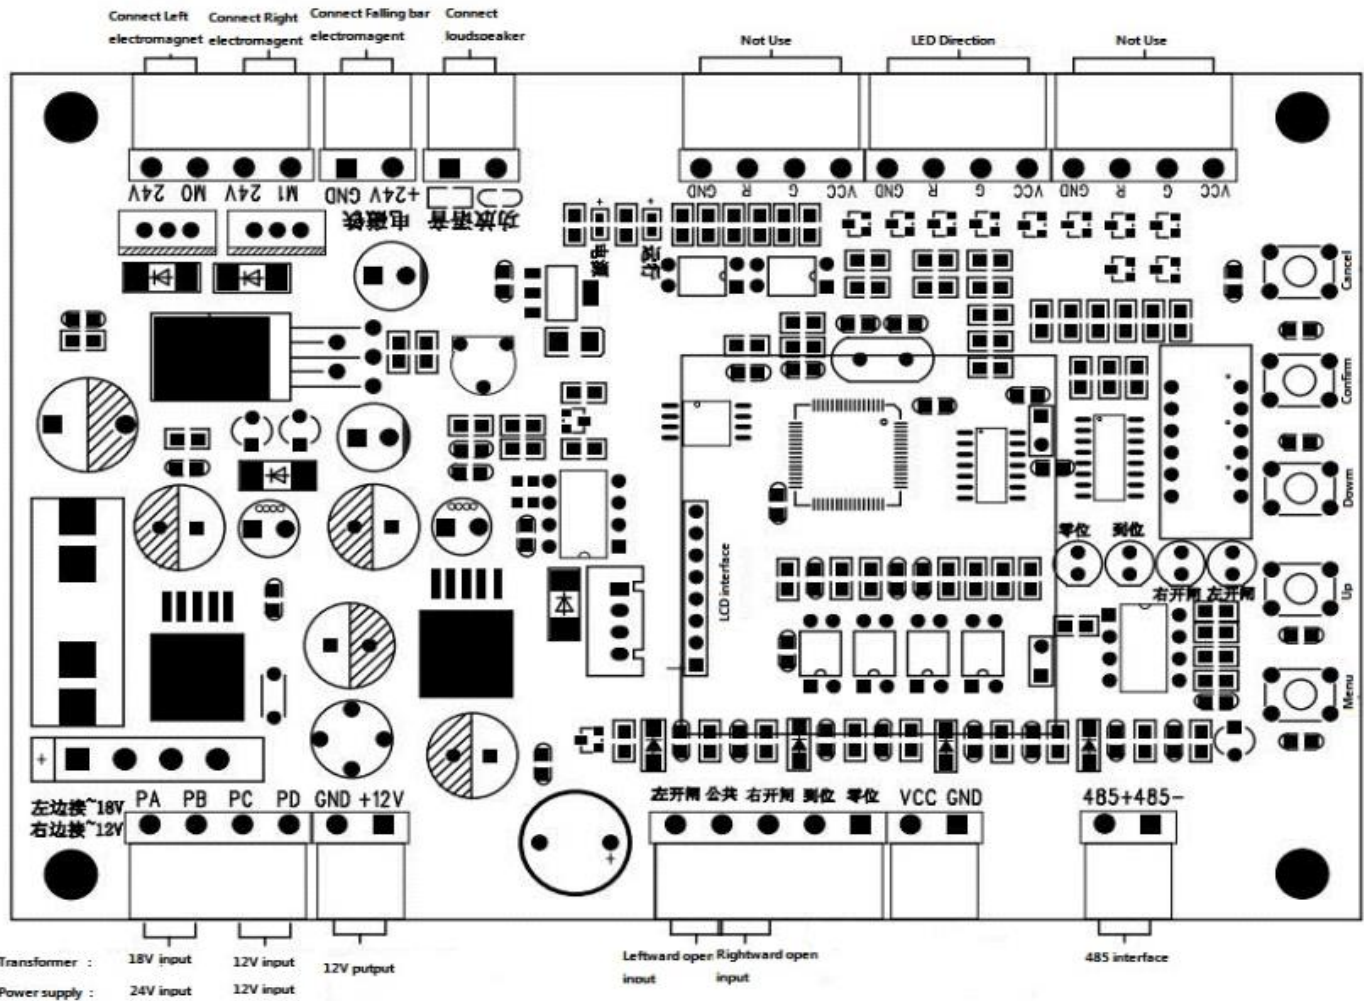 Connect Left
electromagnet
Connect Right
electromagent
Connect Falling bar
electromagent
Connect
loudspeaker
Not Use
LED Direction
Not Use
24V M0 24V M1
GND +24V
GND R G VCC
GND R G VCC
GND R G VCC
电磁铁
功放语音
电源
运行
Cancel
Confirm
Dowm
Up
Menu
LCD interface
零位 到位
右开闸 左开闸
+
左边接~18V
右边接~12V
PA PB PC PD
GND +12V
+
左开闸 公共 右开闸 到位 零位
VCC GND
485+485-
Transformer :
18V input
12V input
Power supply :
24V input
12V input
12V putput
Leftward open
input
Rightward open
input
485 interface